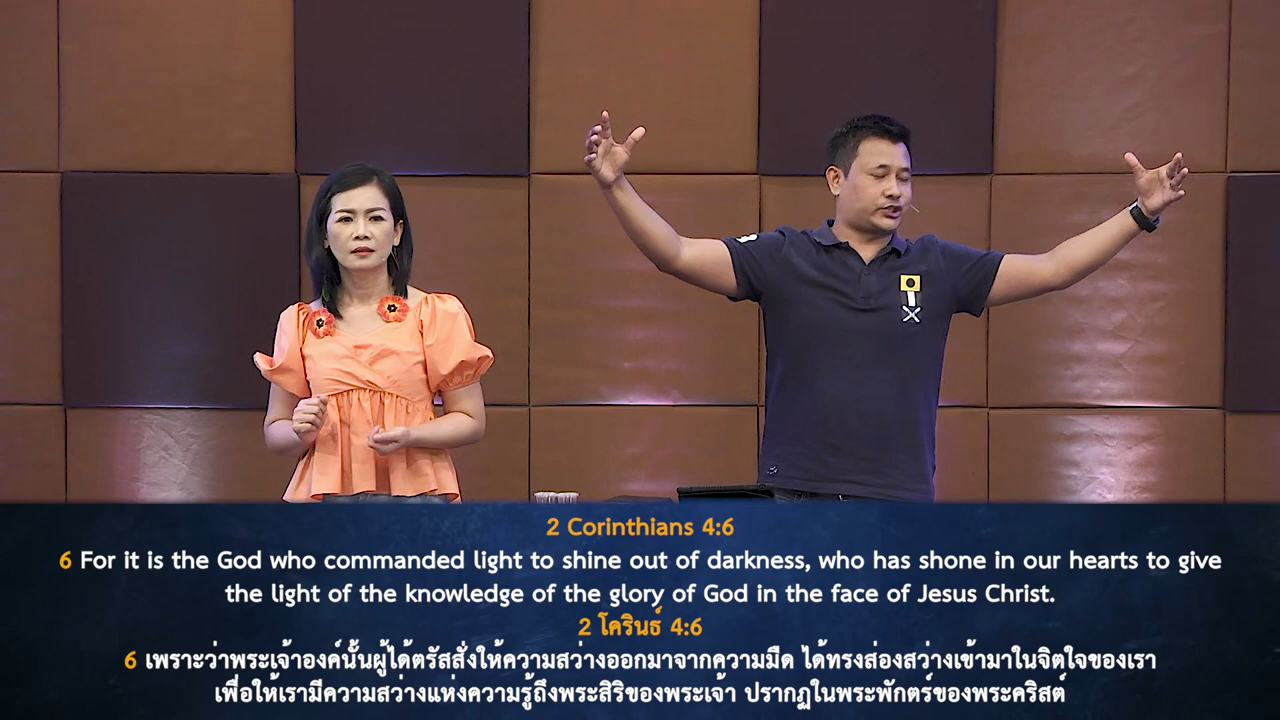 2 Corinthians 4:6
6 For it is the God who commanded light to shine out of darkness, who has shone in our hearts to give
the light of the knowledge of the glory of God in the face of Jesus Christ.
2 โครินธ์ 4:6
6 เพราะว่าพระเจ้าองค์นั้นผู้ได้ตรัสสั่งให้ความสว่างออกมาจากความมืด ได้ทรงส่องสว่างเข้ามาในจิตใจของเรา
เพื่อให้เรามีความสว่างแห่งความรู้ถึงพระสิริของพระเจ้า ปรากฏในพระพักตร์ของพระคริสต์